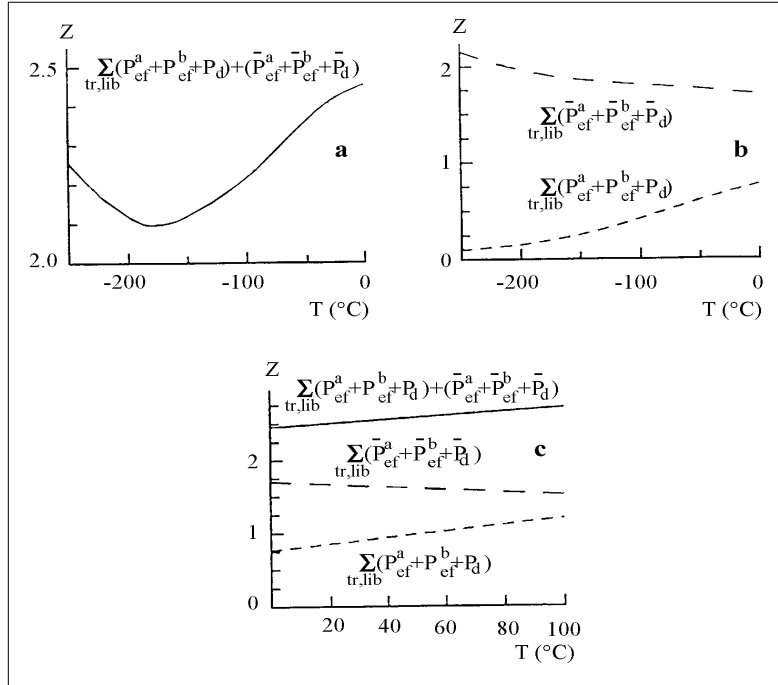 Z
2.5
Σ tr,lib (P^a_ef+P^b_ef+P_d)+(P̄^a_ef+P̄^b_ef+P̄_d)
a
2.0
-200 -100 0
T (°C)
Z
2
Σ tr,lib (P̄^a_ef+P̄^b_ef+P̄_d)
b
1
Σ tr,lib (P^a_ef+P^b_ef+P_d)
0
-200 -100 0
T (°C)
Z
Σ tr,lib (P^a_ef+P^b_ef+P_d)+(P̄^a_ef+P̄^b_ef+P̄_d)
c
2
Σ tr,lib (P̄^a_ef+P̄^b_ef+P̄_d)
1
Σ tr,lib (P^a_ef+P^b_ef+P_d)
0
20 40 60 80 100
T (°C)